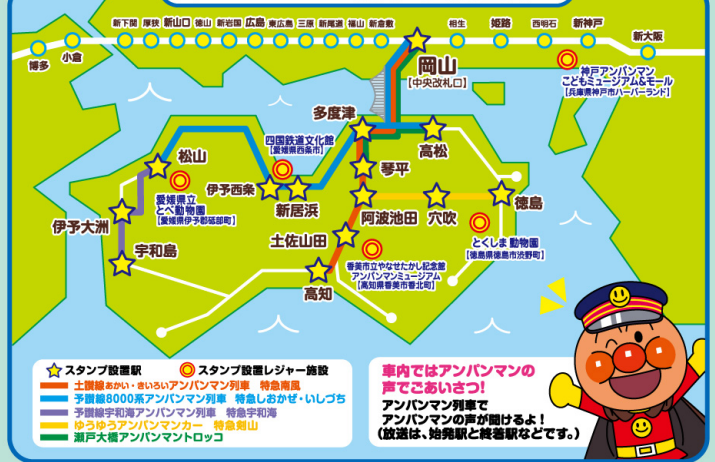 新下関
厚狭
新山口
徳山
新岩国
広島
東広島
三原
新尾道
福山
新倉敷
相生
姫路
西明石
新神戸
新大阪
博多
小倉
岡山
【中央改札口】
神戸アンパンマン
こどもミュージアム&モール
【兵庫県神戸市ハーバーランド】
多度津
四国鉄道文化館
【愛媛県西条市】
高松
松山
琴平
伊予西条
新居浜
愛媛県立
とべ動物園
【愛媛県伊予郡砥部町】
阿波池田
穴吹
徳島
伊予大洲
土佐山田
とくしま 動物園
【徳島県徳島市渋野町】
宇和島
香美市立やなせたかし記念館
アンパンマンミュージアム
【高知県香美市香北町】
高知
スタンプ設置駅
スタンプ設置レジャー施設
土讃線あかい・きいろいアンパンマン列車 特急南風
予讃線8000系アンパンマン列車 特急しおかぜ・いしづち
予讃線宇和海アンパンマン列車 特急宇和海
ゆうゆうアンパンマンカー 特急剣山
瀬戸大橋アンパンマントロッコ
車内ではアンパンマンの
声でごあいさつ!
アンパンマン列車で
アンパンマンの声が聞けるよ!
(放送は、始発駅と終着駅などです。)